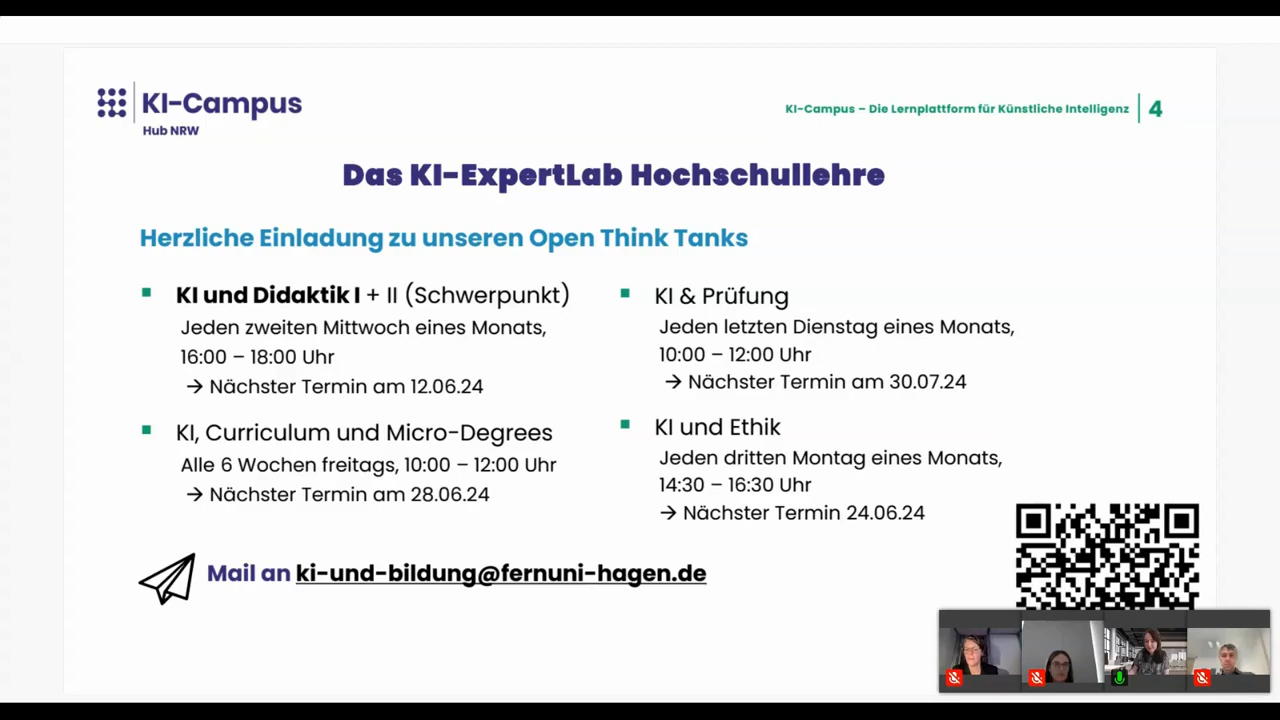 KI-Campus
Hub NRW
KI-Campus – Die Lernplattform für Künstliche Intelligenz
4
Das KI-ExpertLab Hochschullehre
Herzliche Einladung zu unseren Open Think Tanks
KI und Didaktik I + II (Schwerpunkt)
Jeden zweiten Mittwoch eines Monats,
16:00 – 18:00 Uhr
→ Nächster Termin am 12.06.24
KI, Curriculum und Micro-Degrees
Alle 6 Wochen freitags, 10:00 – 12:00 Uhr
→ Nächster Termin am 28.06.24
KI & Prüfung
Jeden letzten Dienstag eines Monats,
10:00 – 12:00 Uhr
→ Nächster Termin am 30.07.24
KI und Ethik
Jeden dritten Montag eines Monats,
14:30 – 16:30 Uhr
→ Nächster Termin 24.06.24
Mail an ki-und-bildung@fernuni-hagen.de